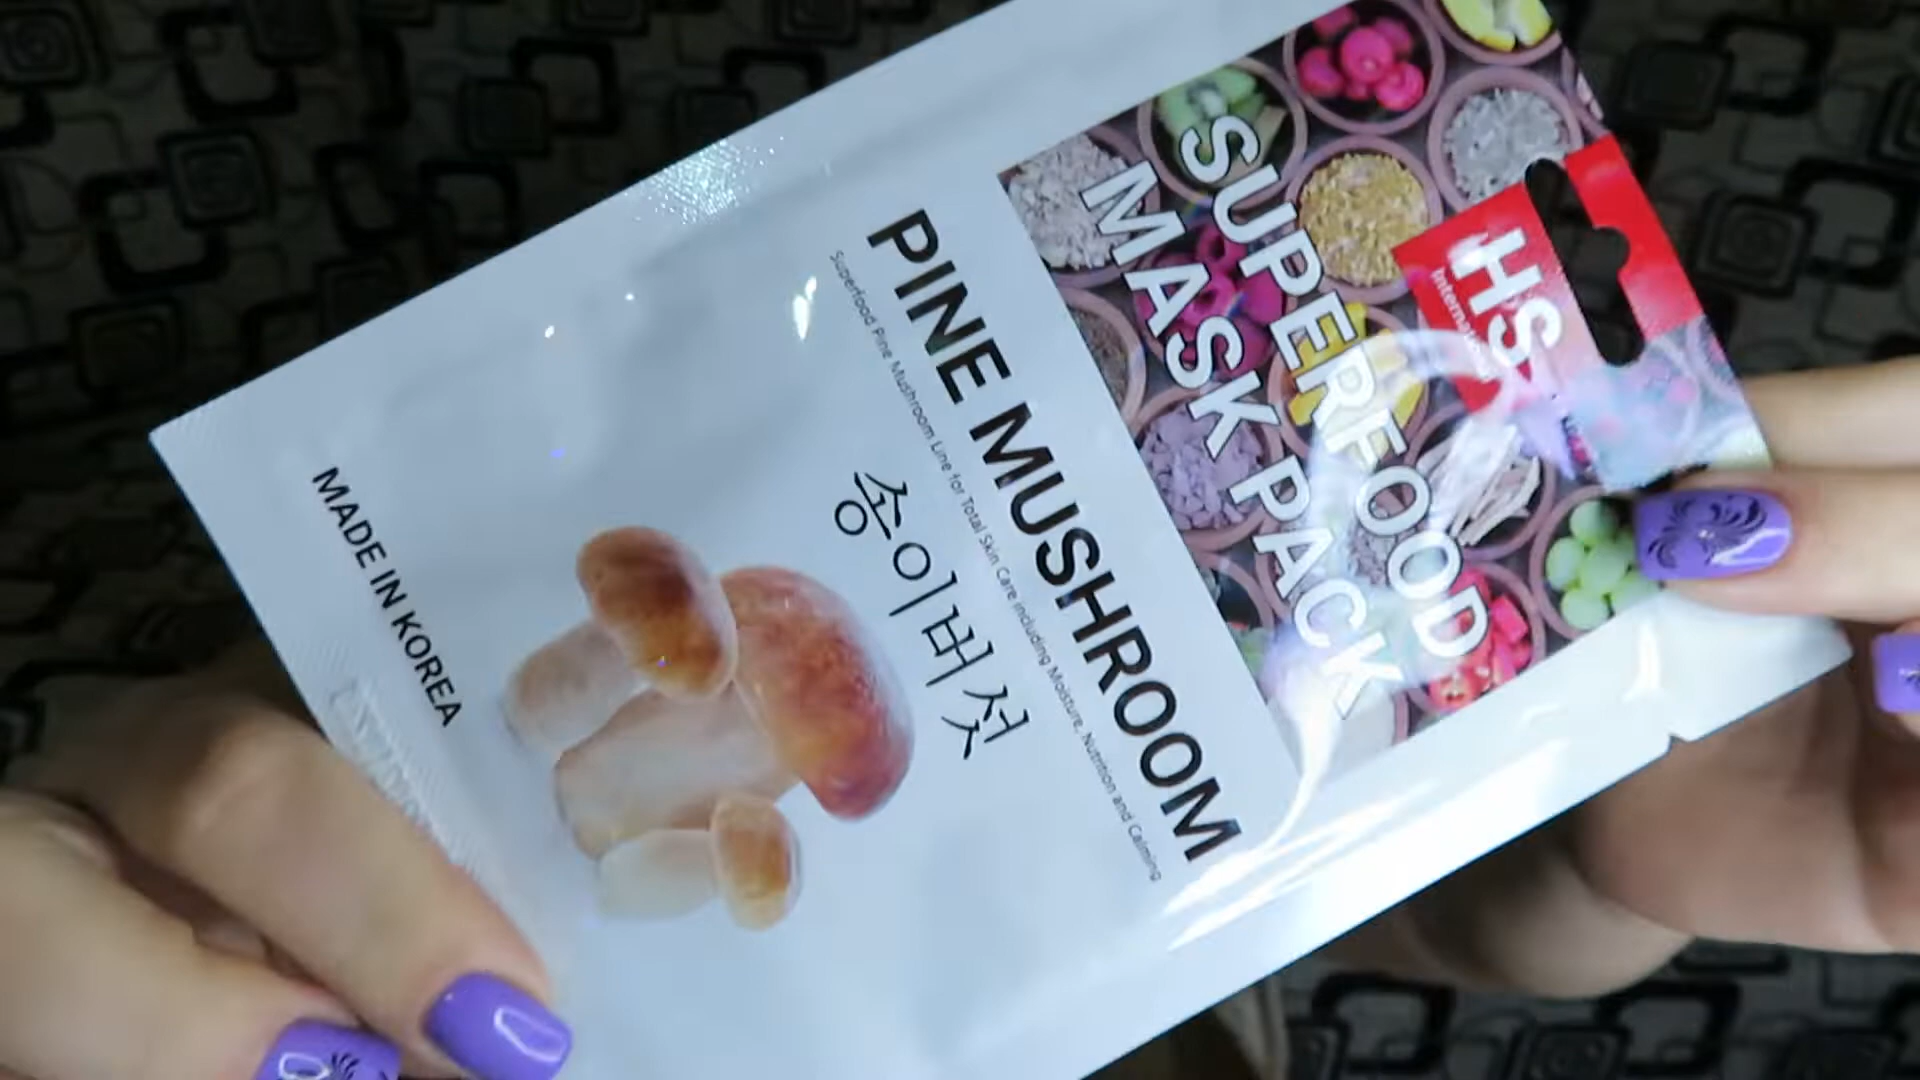 HS
SUPERFOOD
MASK PACK
PINE MUSHROOM
Superfood Pine Mushroom Line for Total Skin Care including Moisture, Nutrition and Calming
송이버섯
MADE IN KOREA